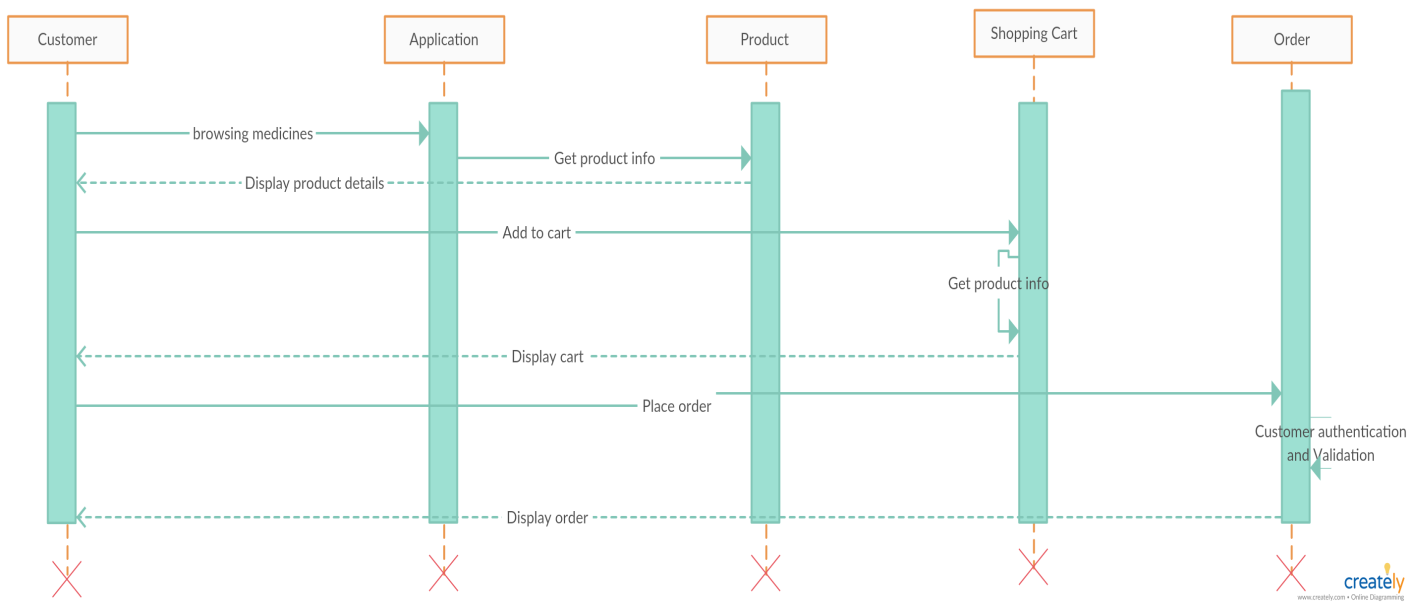 Customer
Application
Product
Shopping Cart
Order
browsing medicines
Get product info
Display product details
Add to cart
Get product info
Display cart
Place order
Customer authentication
and Validation
Display order
creately
www.creately.com • Online Diagramming